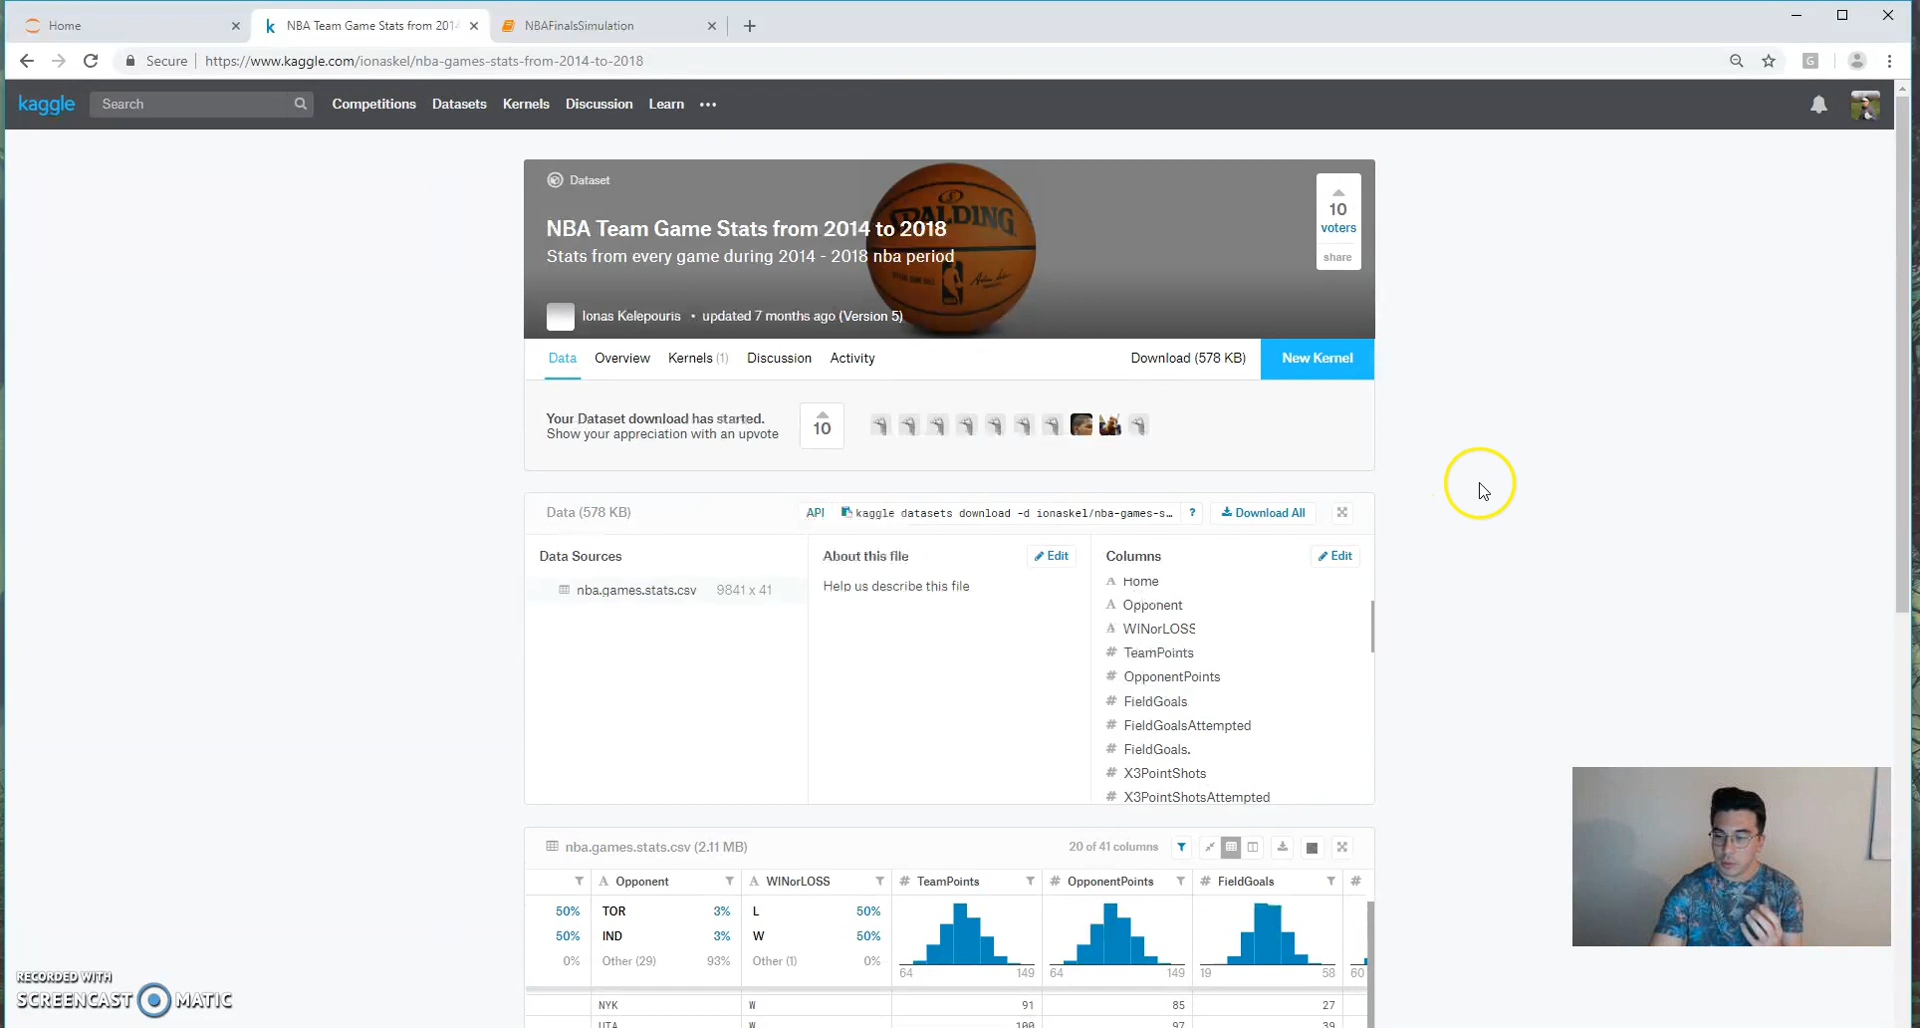 Home
NBA Team Game Stats from 2014
NBAFinalsSimulation
Secure
https://www.kaggle.com/ionaskel/nba-games-stats-from-2014-to-2018
G
kaggle
Search
Competitions
Datasets
Kernels
Discussion
Learn
Dataset
SPALDING
NBA Team Game Stats from 2014 to 2018
Stats from every game during 2014 - 2018 nba period
Ionas Kelepouris • updated 7 months ago (Version 5)
10
voters
share
Data
Overview
Kernels (1)
Discussion
Activity
Download (578 KB)
New Kernel
Your Dataset download has started.
Show your appreciation with an upvote
10
Data (578 KB)
API
kaggle datasets download -d ionaskel/nba-games-s…
?
Download All
Data Sources
nba.games.stats.csv 9841 x 41
About this file
Edit
Help us describe this file
Columns
Edit
A Home
A Opponent
A WINorLOSS
# TeamPoints
# OpponentPoints
# FieldGoals
# FieldGoalsAttempted
# FieldGoals.
# X3PointShots
# X3PointShotsAttempted
nba.games.stats.csv (2.11 MB)
20 of 41 columns
A Opponent
A WINorLOSS
# TeamPoints
# OpponentPoints
# FieldGoals
#
50% TOR 3% L 50%
50% IND 3% W 50%
0% Other (29) 93% Other (1) 0%
64 149 64 149 19 58 60
NYK W 91 85 27
UTA W 100 97 39
RECORDED WITH
SCREENCAST MATIC